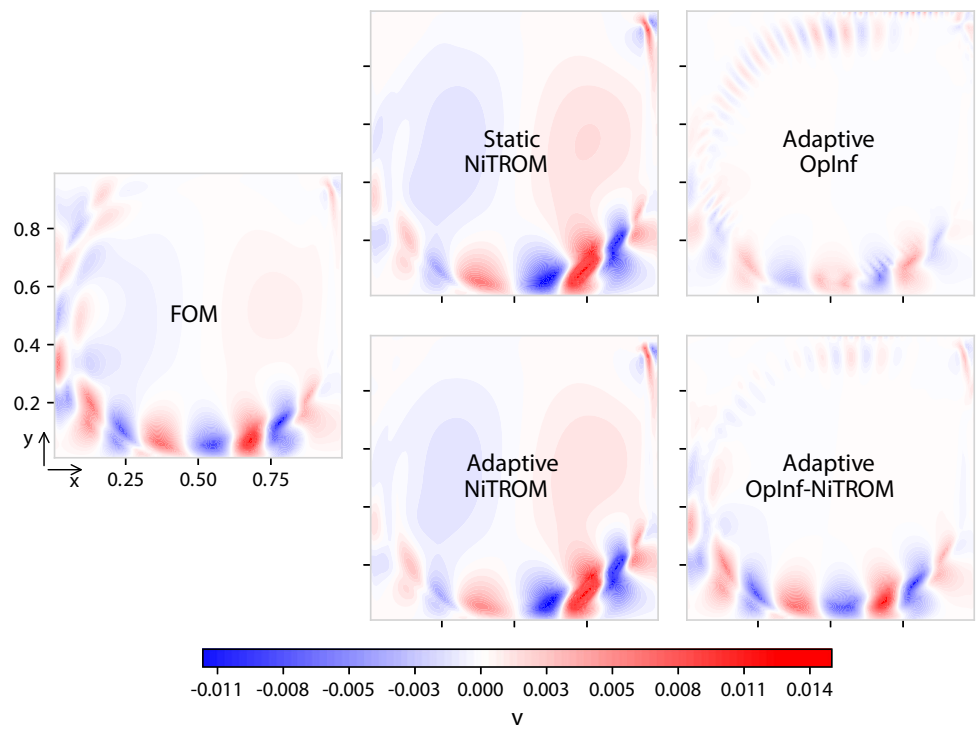 Static
NiTROM
Adaptive
OpInf
FOM
0.8
0.6
0.4
0.2
y
x
0.25 0.50 0.75
Adaptive
NiTROM
Adaptive
OpInf-NiTROM
-0.011 -0.008 -0.005 -0.003 0.000 0.003 0.005 0.008 0.011 0.014
v